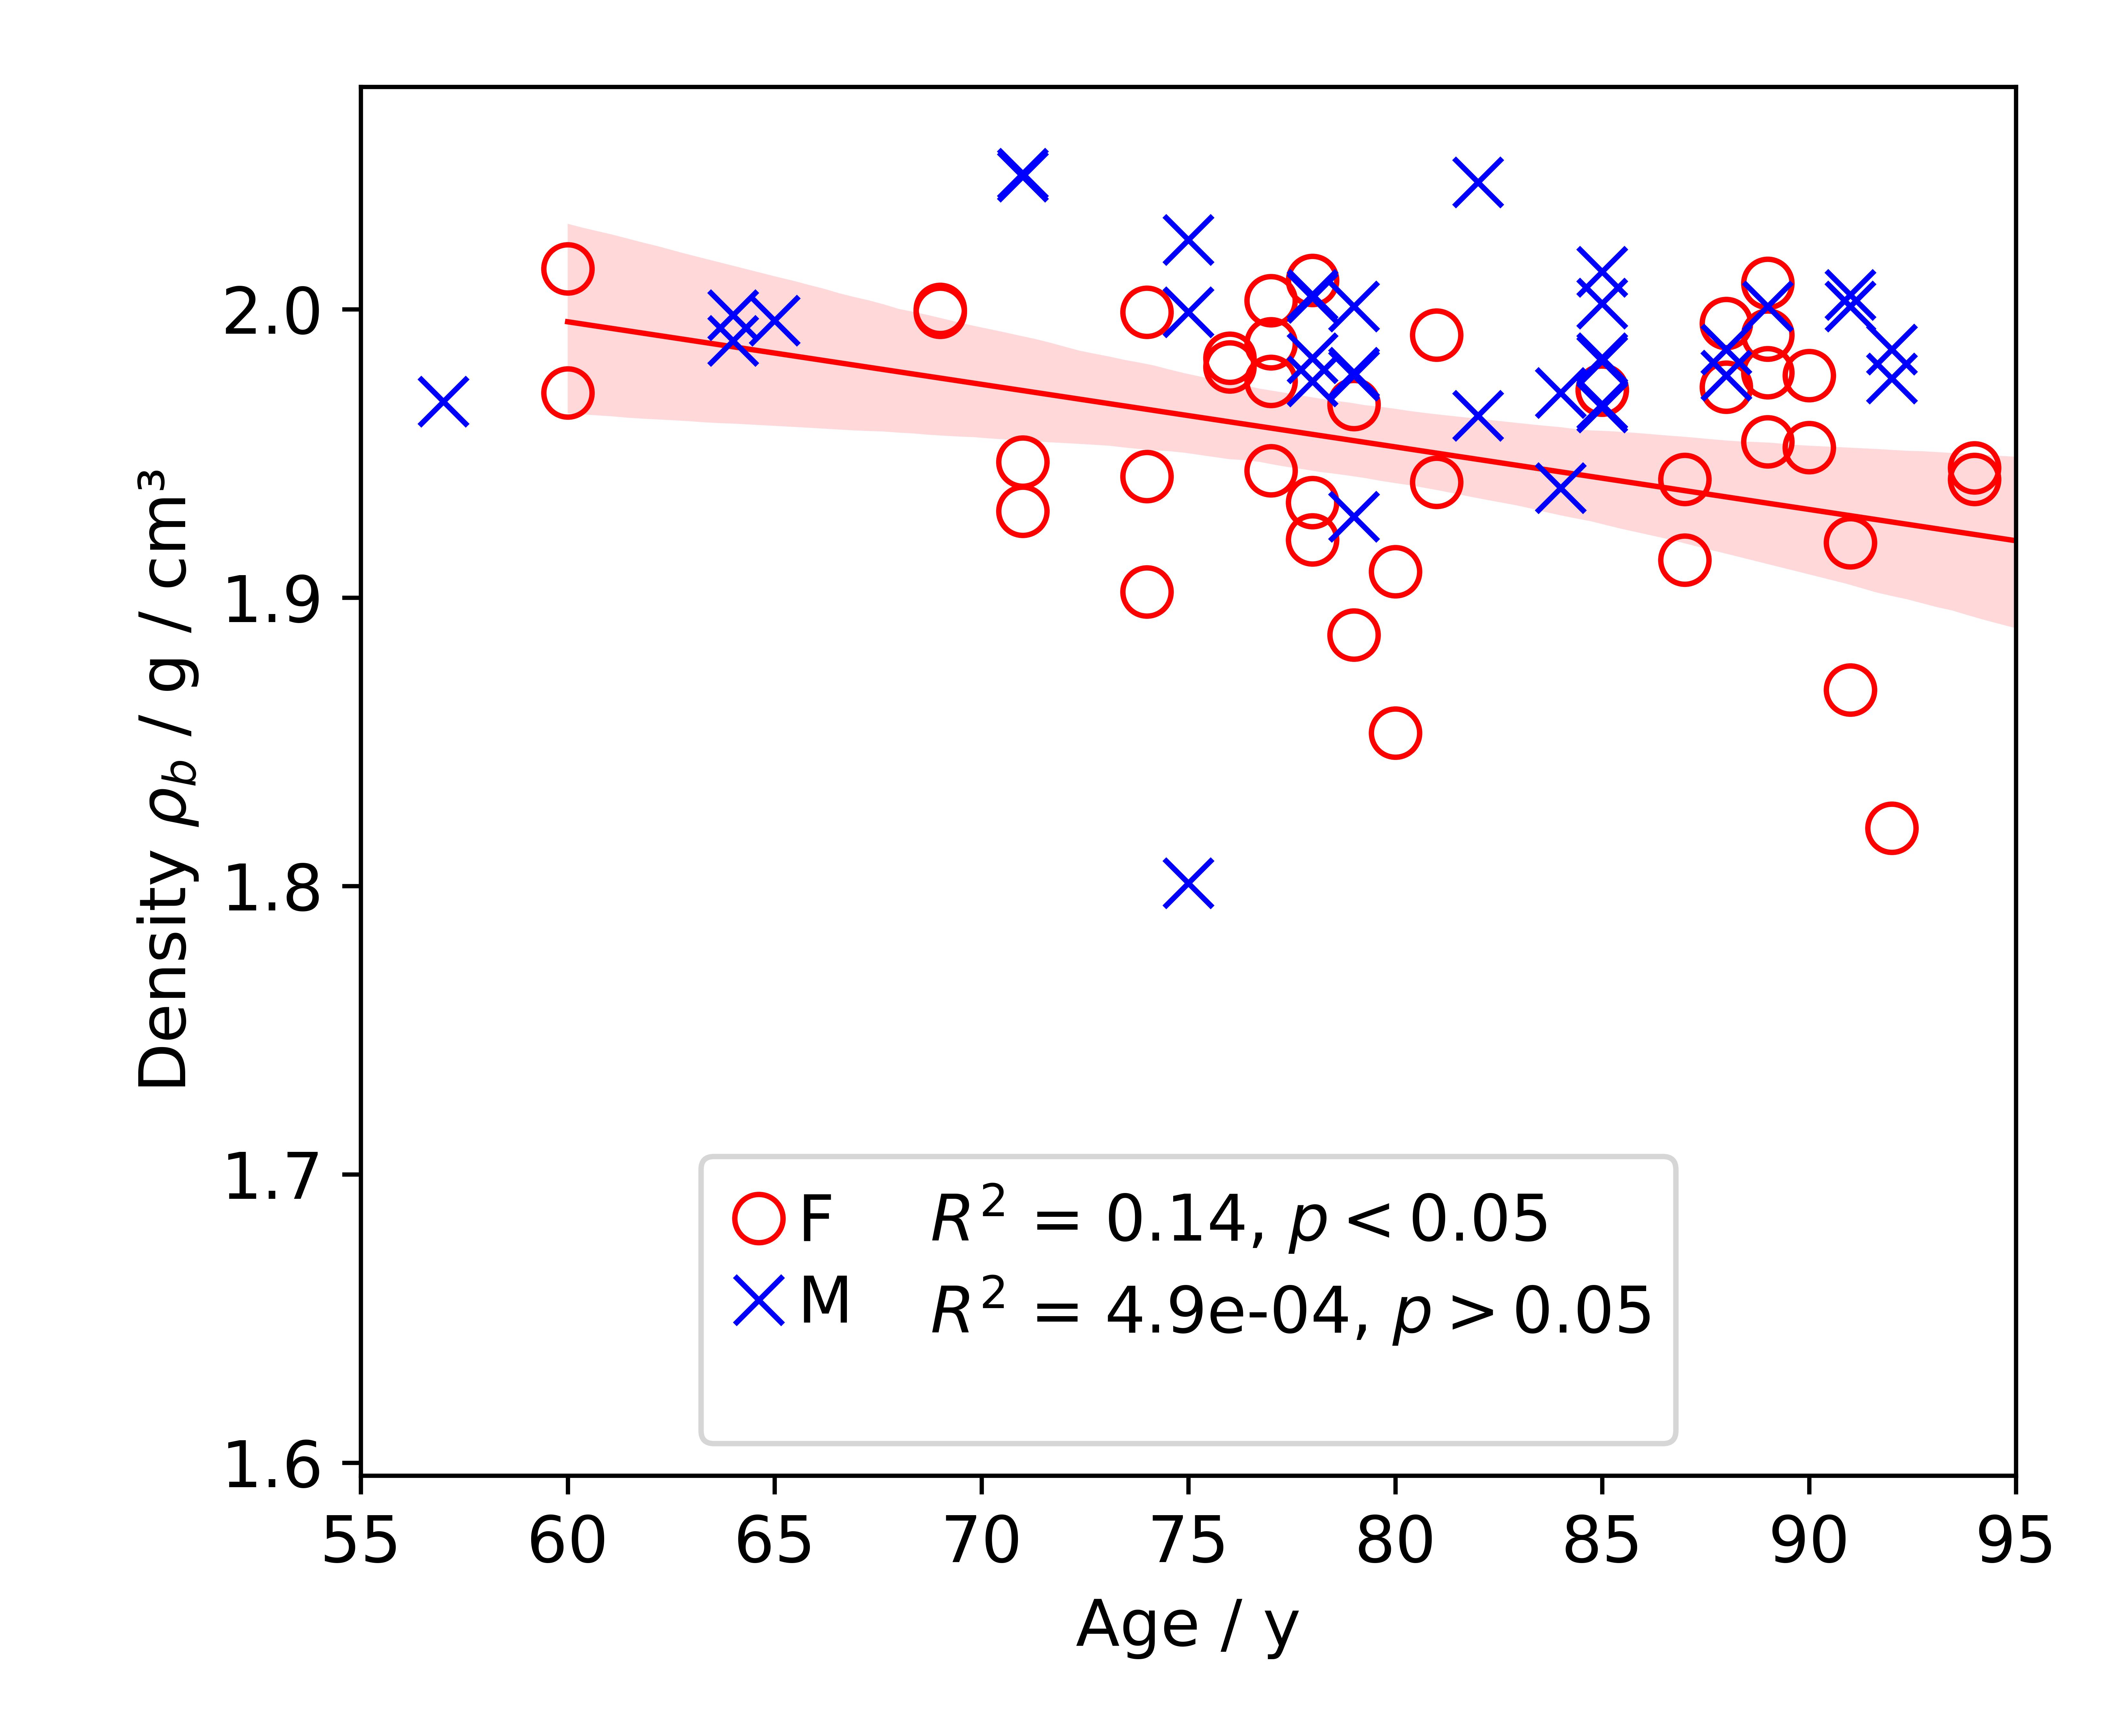 Density ρb / g / cm³
2.0
1.9
1.8
1.7
1.6
F R² = 0.14, p < 0.05
M R² = 4.9e-04, p > 0.05
55 60 65 70 75 80 85 90 95
Age / y